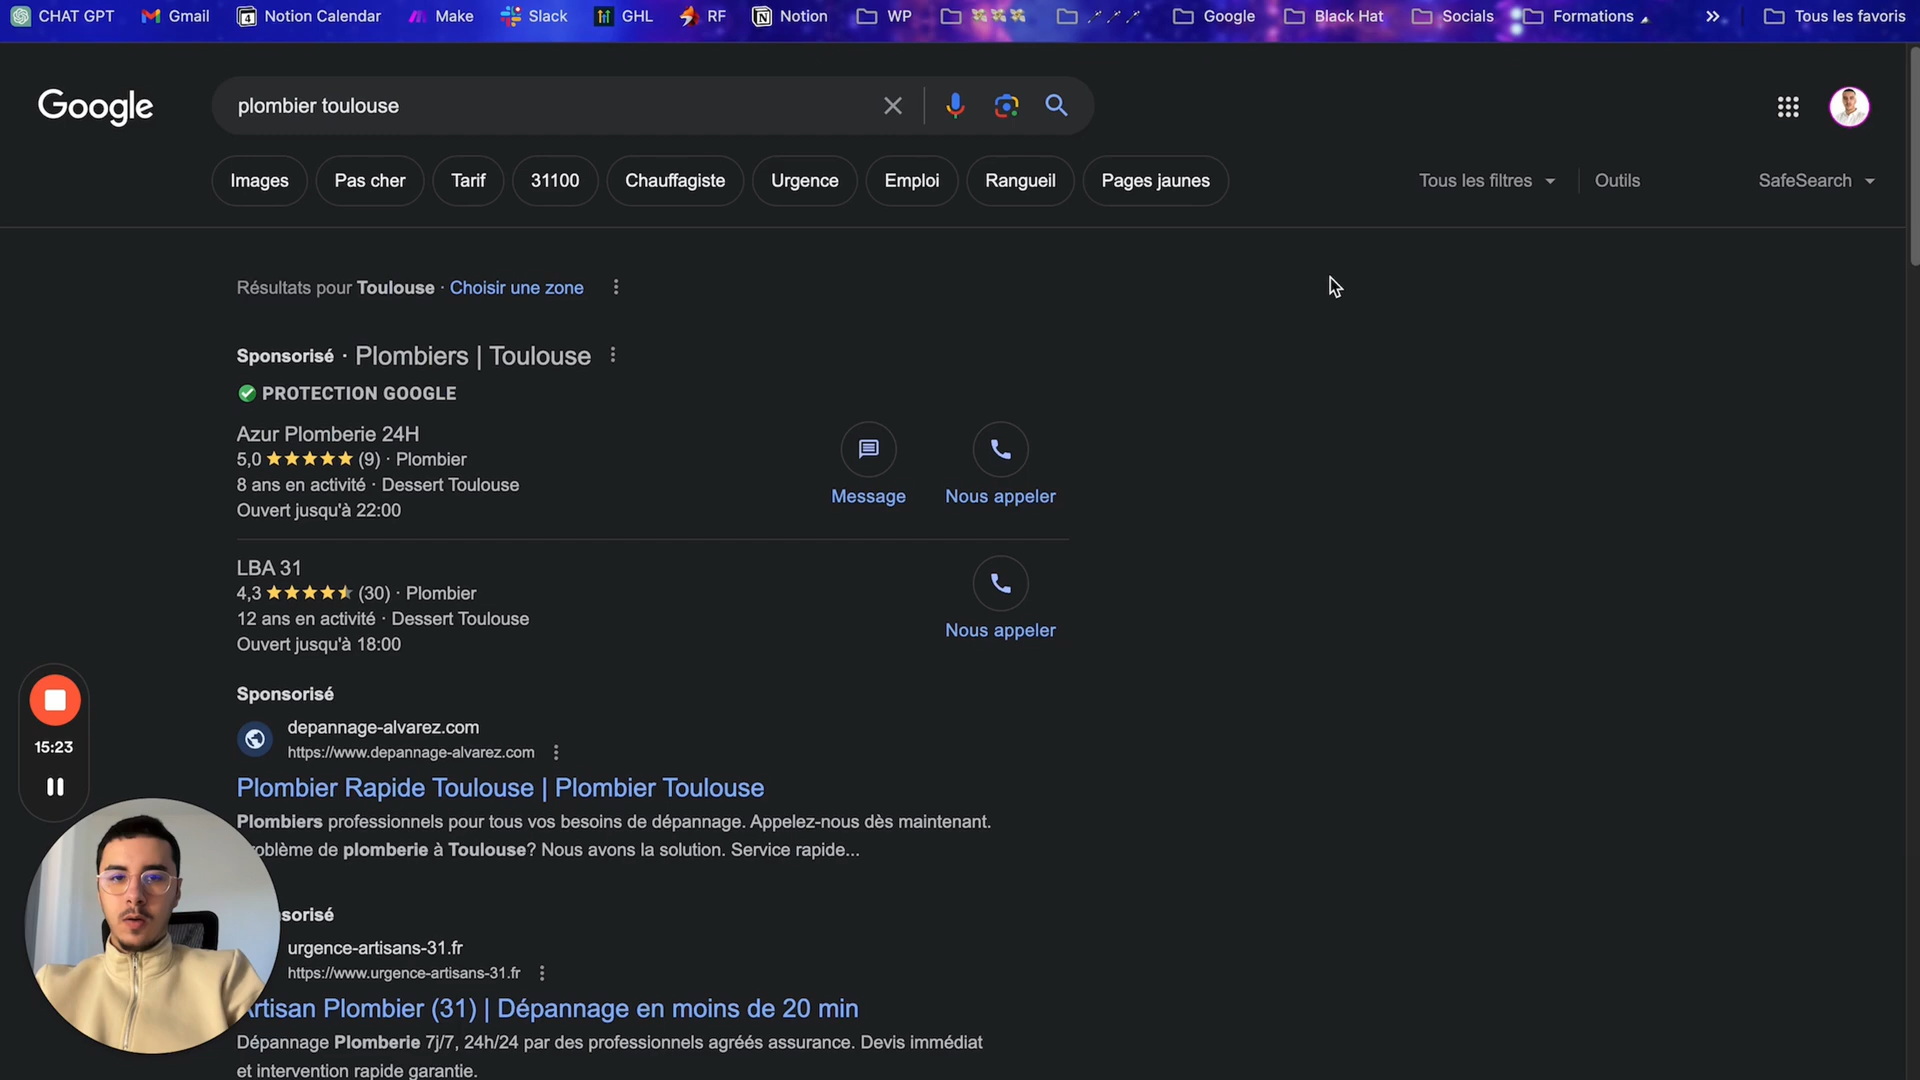 CHAT GPT Gmail 4 Notion Calendar Make Slack GHL RF Notion WP Google Black Hat Socials Formations Tous les favoris
Google
plombier toulouse
Images Pas cher Tarif 31100 Chauffagiste Urgence Emploi Rangueil Pages jaunes Tous les filtres Outils SafeSearch
Résultats pour Toulouse · Choisir une zone
Sponsorisé · Plombiers | Toulouse
PROTECTION GOOGLE
Azur Plomberie 24H
5,0 (9) · Plombier
8 ans en activité · Dessert Toulouse
Ouvert jusqu'à 22:00
Message Nous appeler
LBA 31
4,3 (30) · Plombier
12 ans en activité · Dessert Toulouse
Ouvert jusqu'à 18:00
Nous appeler
Sponsorisé
depannage-alvarez.com
https://www.depannage-alvarez.com
Plombier Rapide Toulouse | Plombier Toulouse
Plombiers professionnels pour tous vos besoins de dépannage. Appelez-nous dès maintenant.
oblème de plomberie à Toulouse? Nous avons la solution. Service rapide...
15:23
sorisé
urgence-artisans-31.fr
https://www.urgence-artisans-31.fr
rtisan Plombier (31) | Dépannage en moins de 20 min
Dépannage Plomberie 7j/7, 24h/24 par des professionnels agréés assurance. Devis immédiat
et intervention rapide garantie.